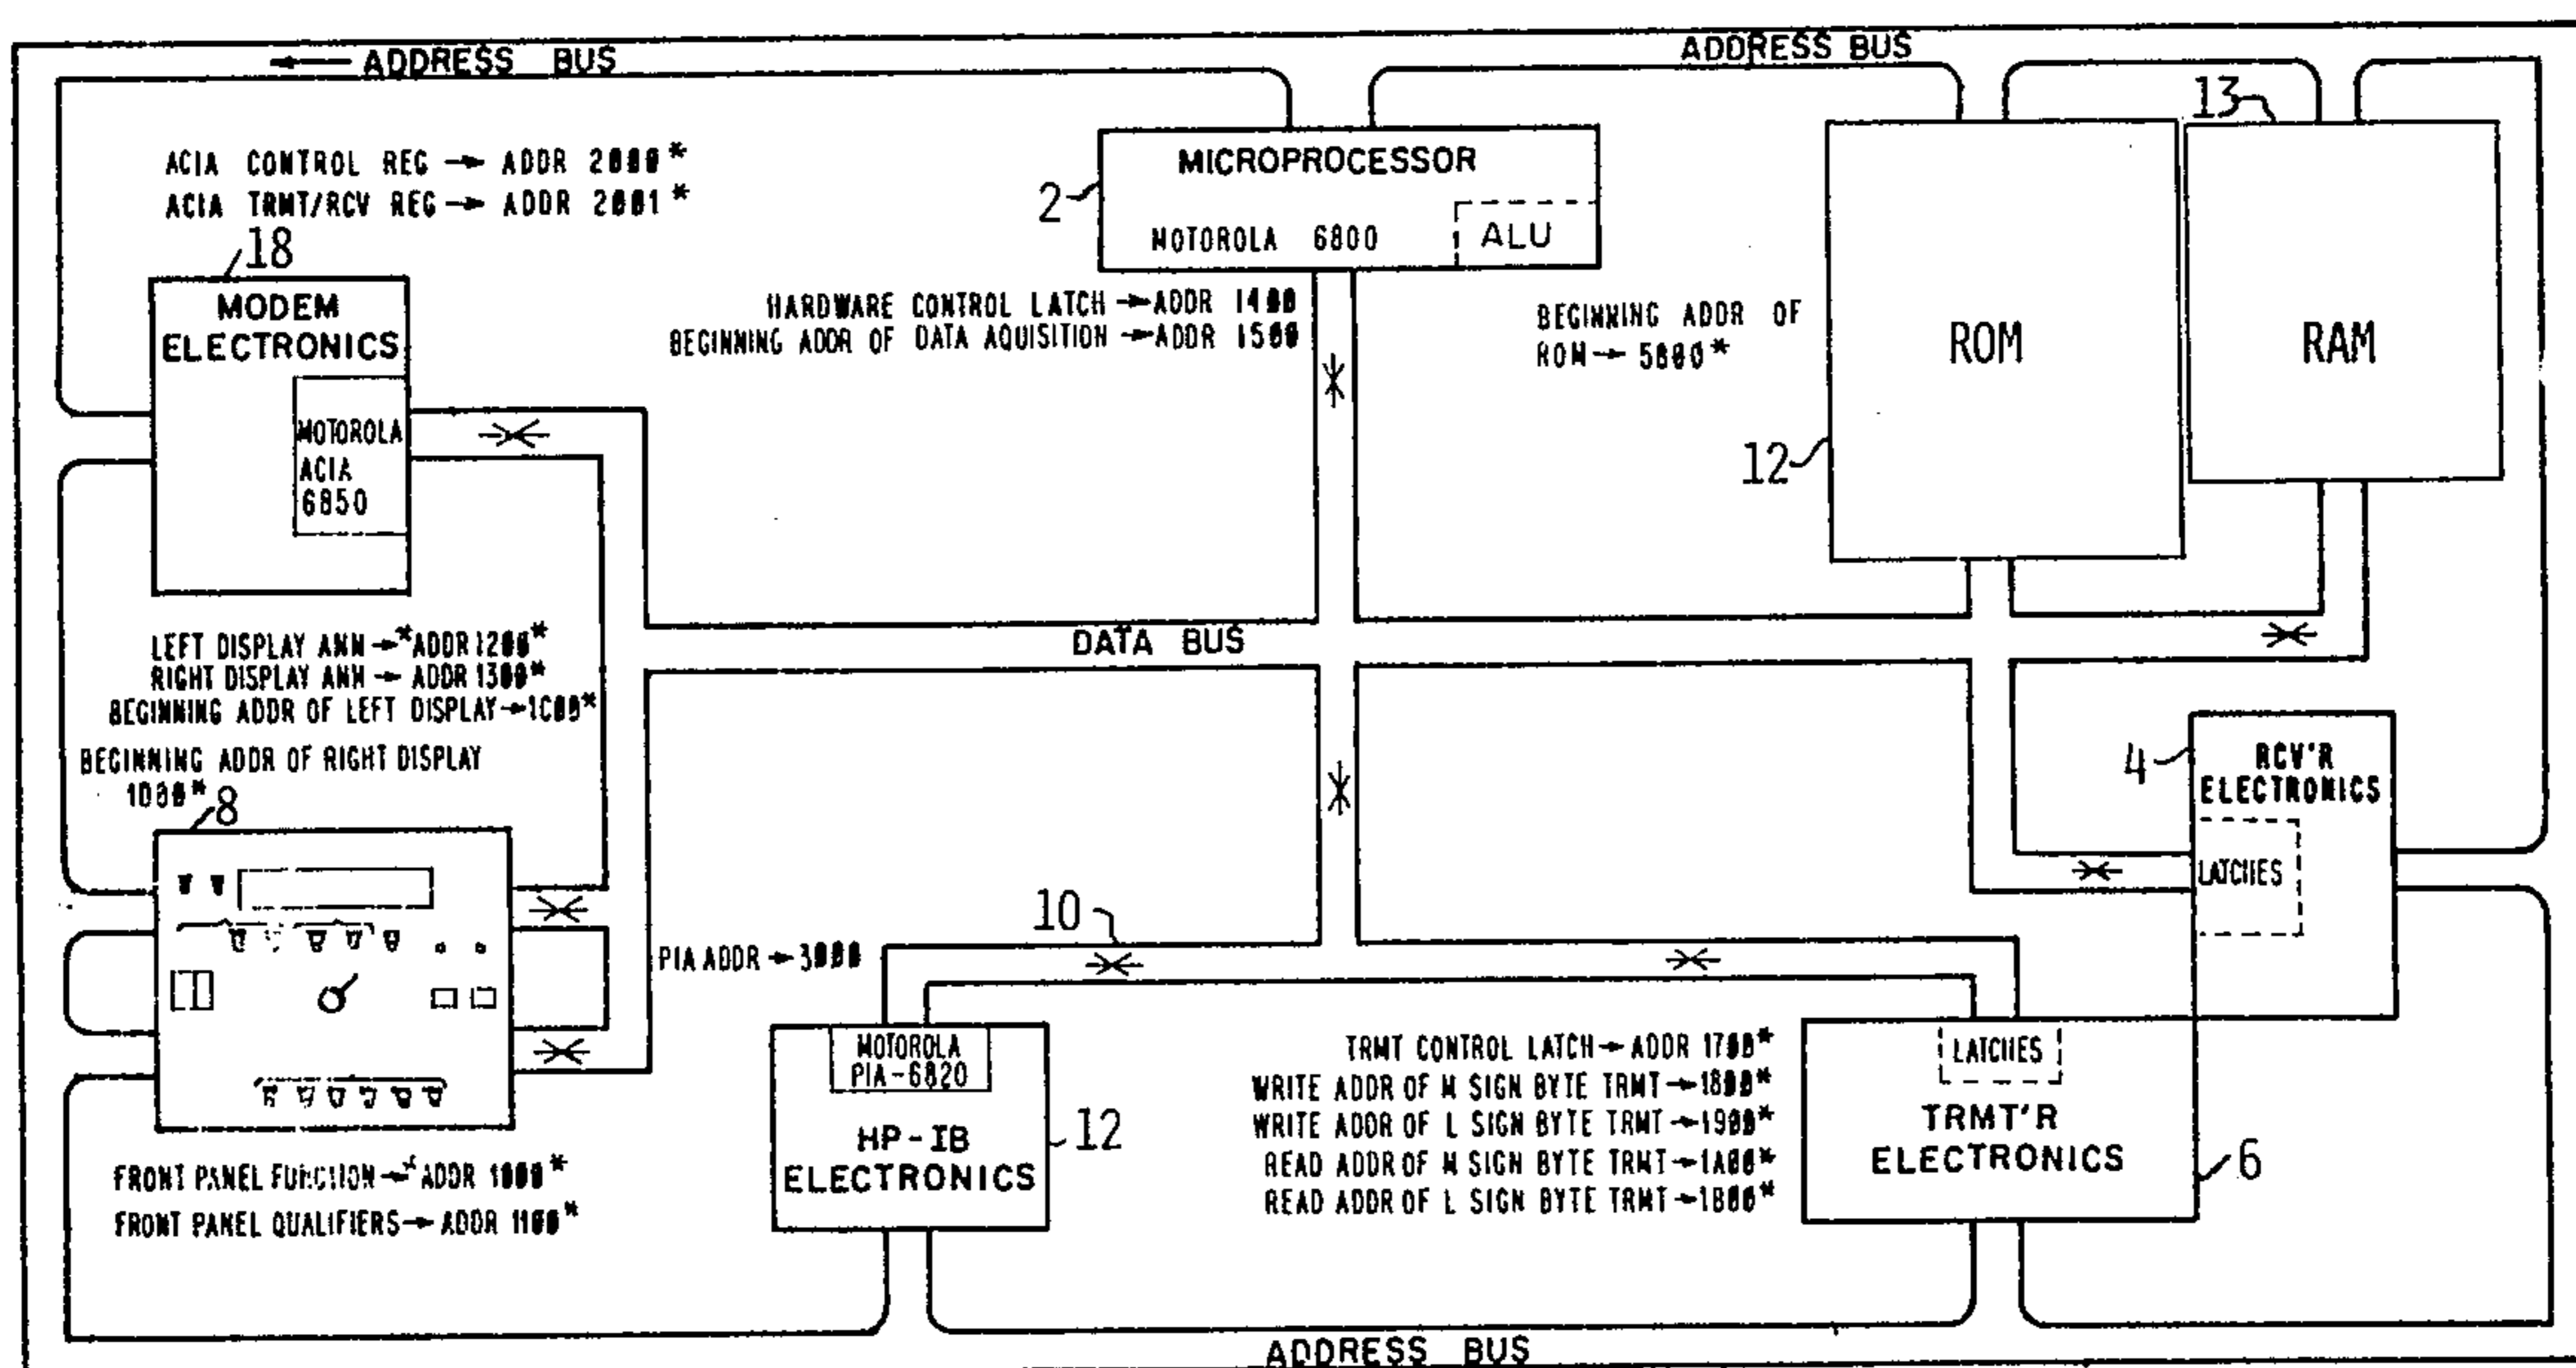 ADDRESS BUS
ADDRESS BUS
ACIA CONTROL REG → ADDR 2000*
ACIA TRMT/RCV REG → ADDR 2001*
18
MODEM
ELECTRONICS
MOTOROLA
ACIA
6850
2
MICROPROCESSOR
MOTOROLA 6800
ALU
HARDWARE CONTROL LATCH → ADDR 1400
BEGINNING ADDR OF DATA AQUISITION → ADDR 1500
BEGINNING ADDR OF
ROM → 5000*
12
ROM
13
RAM
LEFT DISPLAY ANN → *ADDR 1200*
RIGHT DISPLAY ANN → ADDR 1300*
BEGINNING ADDR OF LEFT DISPLAY → 1C00*
BEGINNING ADDR OF RIGHT DISPLAY
1D00*
8
DATA BUS
4
RCV'R
ELECTRONICS
LATCHES
10
PIA ADDR → 3000
MOTOROLA
PIA-6820
HP-IB
ELECTRONICS
12
TRMT CONTROL LATCH → ADDR 1700*
WRITE ADDR OF M SIGN BYTE TRMT → 1800*
WRITE ADDR OF L SIGN BYTE TRMT → 1900*
READ ADDR OF M SIGN BYTE TRMT → 1A00*
READ ADDR OF L SIGN BYTE TRMT → 1B00*
LATCHES
TRMT'R
ELECTRONICS
6
FRONT PANEL FUNCTION → *ADDR 1000*
FRONT PANEL QUALIFIERS → ADDR 1100*
ADDRESS BUS